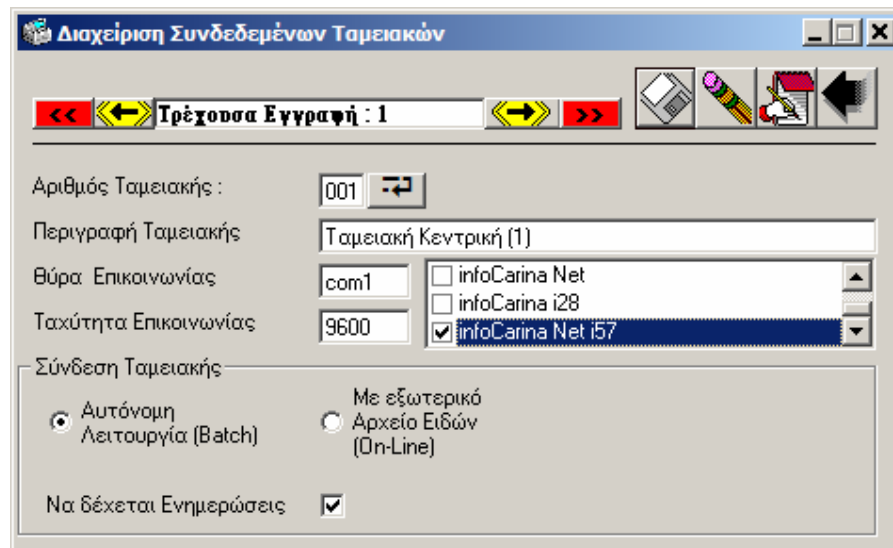 Διαχείριση Συνδεδεμένων Ταμειακών
<< Τρέχουσα Εγγραφή : 1 >>
Αριθμός Ταμειακής : 001
Περιγραφή Ταμειακής Ταμειακή Κεντρική (1)
Θύρα Επικοινωνίας com1
infoCarina Net
infoCarina i28
Ταχύτητα Επικοινωνίας 9600
infoCarina Net i57
Σύνδεση Ταμειακής
Αυτόνομη
Λειτουργία (Batch)
Με εξωτερικό
Αρχείο Ειδών
(On-Line)
Να δέχεται Ενημερώσεις